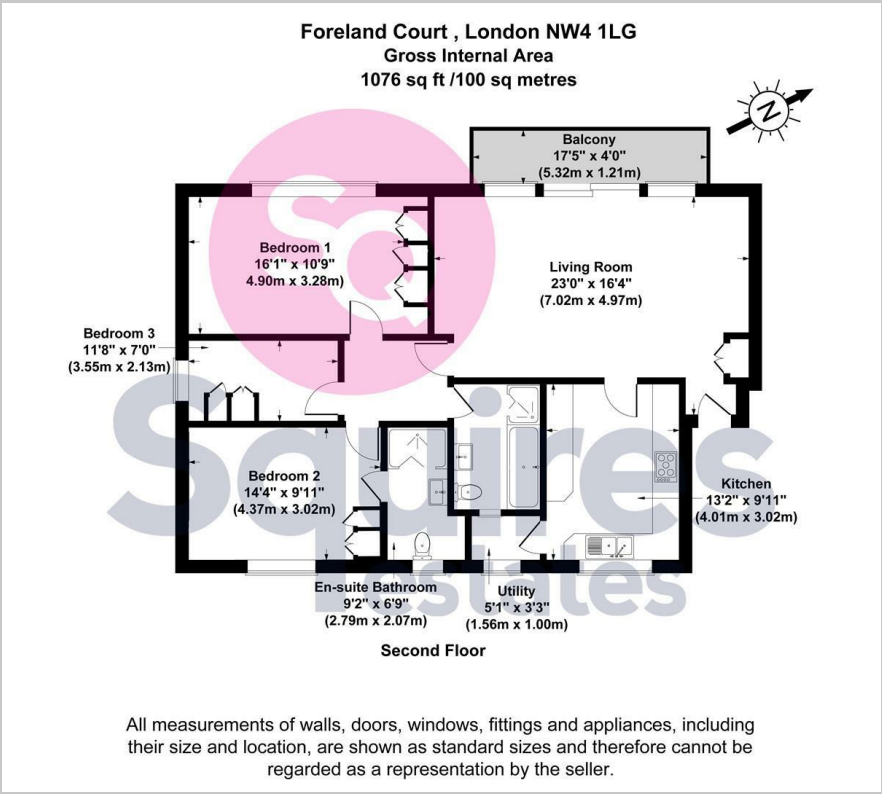 Foreland Court , London NW4 1LG
Gross Internal Area
1076 sq ft /100 sq metres
N
Balcony
17'5" x 4'0"
(5.32m x 1.21m)
Bedroom 1
16'1" x 10'9"
4.90m x 3.28m)
Living Room
23'0" x 16'4"
(7.02m x 4.97m)
Bedroom 3
11'8" x 7'0"
(3.55m x 2.13m)
Bedroom 2
14'4" x 9'11"
(4.37m x 3.02m)
Kitchen
13'2" x 9'11"
(4.01m x 3.02m)
En-suite Bathroom
9'2" x 6'9"
(2.79m x 2.07m)
Utility
5'1" x 3'3"
(1.56m x 1.00m)
SQ
Squires
estates
Second Floor
All measurements of walls, doors, windows, fittings and appliances, including
their size and location, are shown as standard sizes and therefore cannot be
regarded as a representation by the seller.